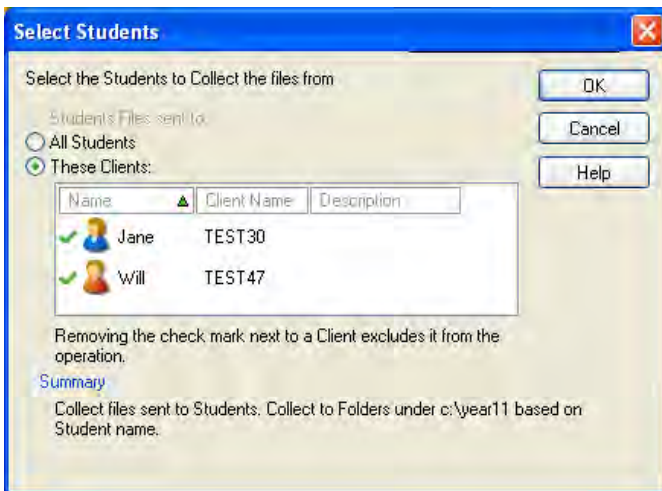 Select Students
Select the Students to Collect the files from
OK
Students Files sent to:
Cancel
All Students
These Clients:
Help
Name Client Name Description
Jane TEST30
Will TEST47
Removing the check mark next to a Client excludes it from the
operation.
Summary
Collect files sent to Students. Collect to Folders under c:\year11 based on
Student name.